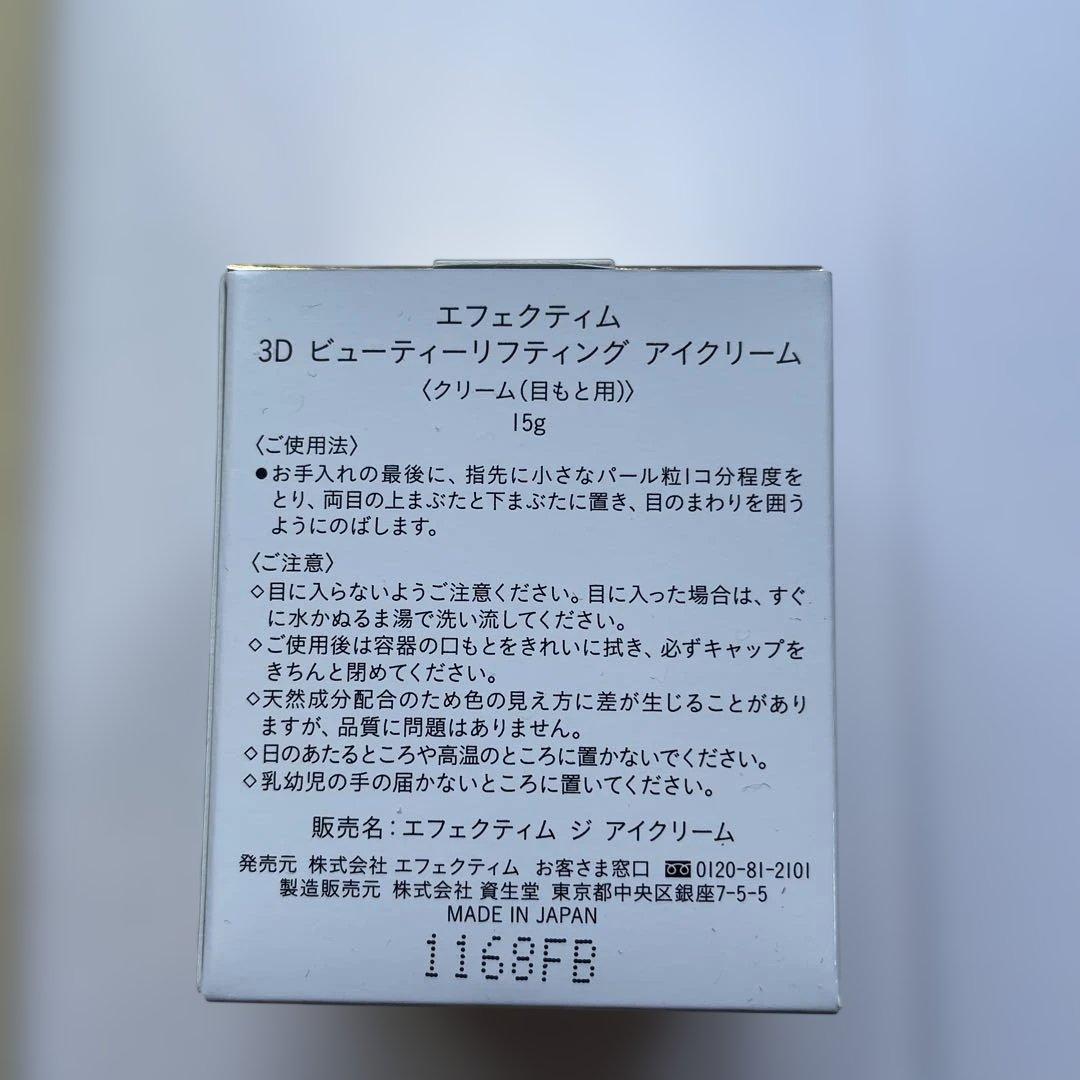 エフェクティム
3D ビューティーリフティング アイクリーム
〈クリーム(目もと用)〉
15g
〈ご使用法〉
●お手入れの最後に、指先に小さなパール粒1コ分程度を
とり、両目の上まぶたと下まぶたに置き、目のまわりを囲う
ようにのばします。
〈ご注意〉
◇目に入らないようご注意ください。目に入った場合は、すぐ
に水かぬるま湯で洗い流してください。
◇ご使用後は容器の口もとをきれいに拭き、必ずキャップを
きちんと閉めてください。
◇天然成分配合のため色の見え方に差が生じることがあり
ますが、品質に問題はありません。
◇日のあたるところや高温のところに置かないでください。
◇乳幼児の手の届かないところに置いてください。
販売名:エフェクティム ジ アイクリーム
発売元 株式会社 エフェクティム お客さま窓口 0120-81-2101
製造販売元 株式会社 資生堂 東京都中央区銀座7-5-5
MADE IN JAPAN
1168FB